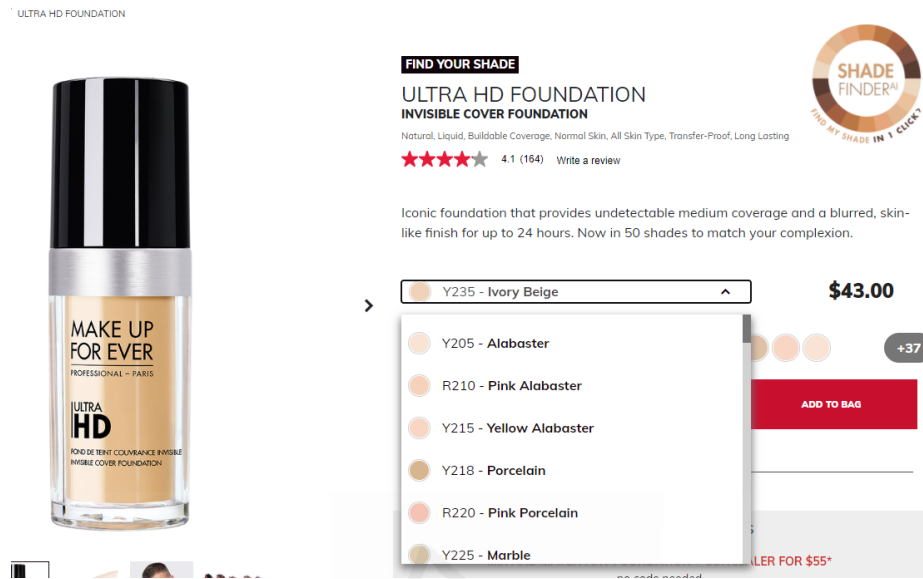 ULTRA HD FOUNDATION
FIND YOUR SHADE
ULTRA HD FOUNDATION
INVISIBLE COVER FOUNDATION
Natural, Liquid, Buildable Coverage, Normal Skin, All Skin Type, Transfer-Proof, Long Lasting
4.1 (164) Write a review
SHADE
FINDER AI
FIND MY SHADE IN 1 CLICK*
Iconic foundation that provides undetectable medium coverage and a blurred, skin-
like finish for up to 24 hours. Now in 50 shades to match your complexion.
Y235 - Ivory Beige
$43.00
Y205 - Alabaster
R210 - Pink Alabaster
Y215 - Yellow Alabaster
Y218 - Porcelain
R220 - Pink Porcelain
Y225 - Marble
+37
ADD TO BAG
ALER FOR $55*
no code needed
MAKE UP
FOR EVER
PROFESSIONAL – PARIS
ULTRA
HD
FOND DE TEINT COUVRANCE INVISIBLE
INVISIBLE COVER FOUNDATION